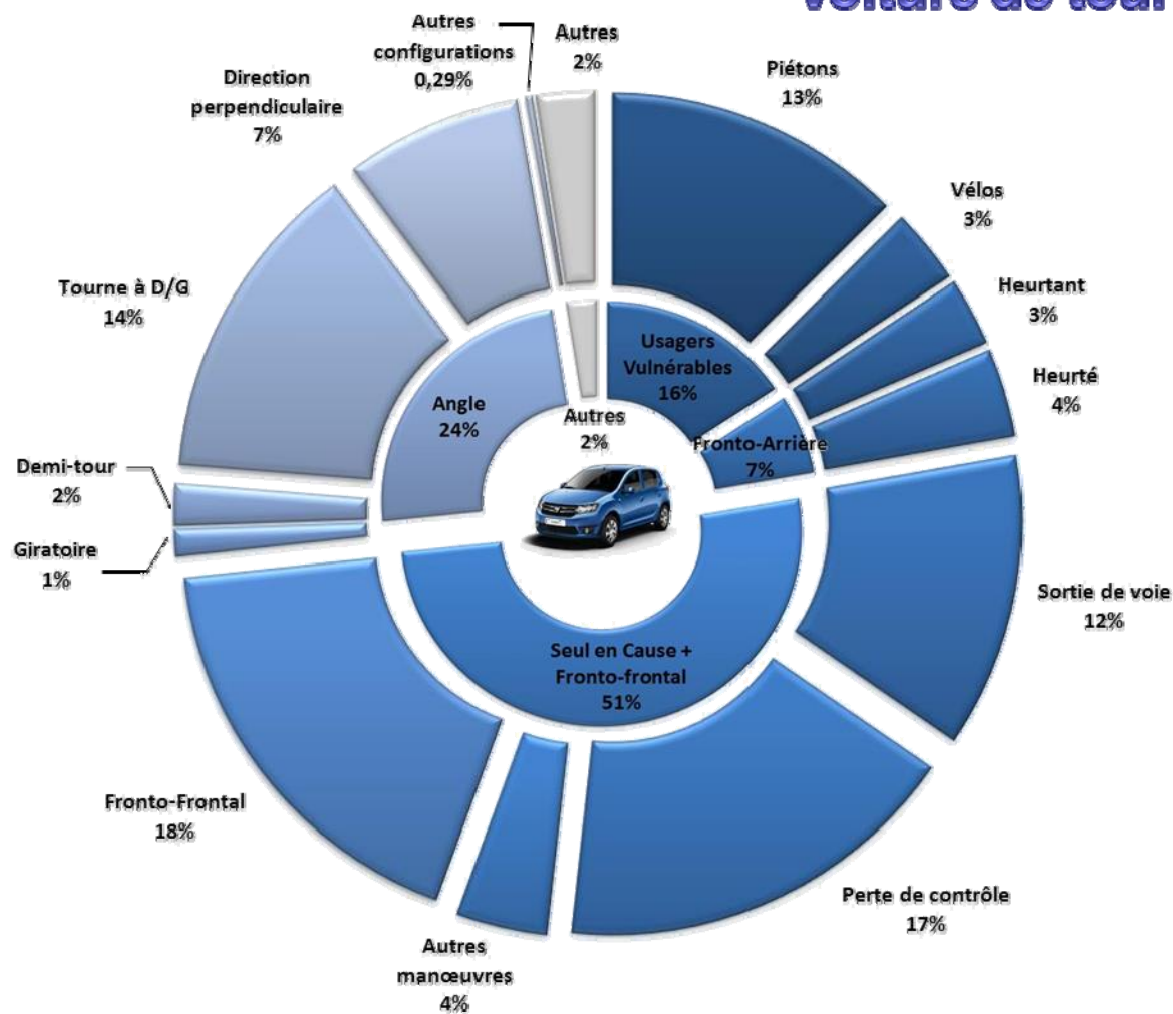 Autres
configurations
0,29%
Autres
2%
Piétons
13%
Direction
perpendiculaire
7%
Vélos
3%
Heurtant
3%
Tourne à D/G
14%
Heurté
4%
Usagers
Vulnérables
16%
Angle
24%
Autres
2%
Fronto-Arrière
7%
Demi-tour
2%
Giratoire
1%
Sortie de voie
12%
Seul en Cause +
Fronto-frontal
51%
Fronto-Frontal
18%
Perte de contrôle
17%
Autres
manœuvres
4%